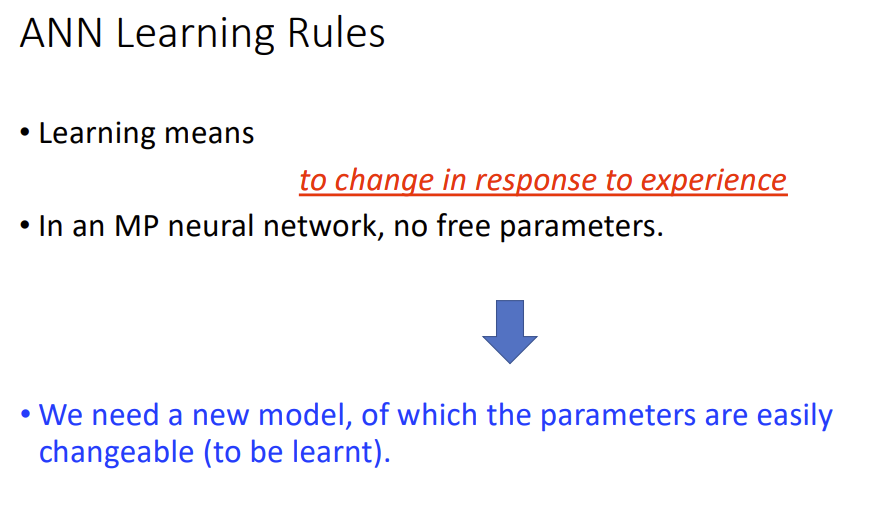 ANN Learning Rules
• Learning means
to change in response to experience
• In an MP neural network, no free parameters.
• We need a new model, of which the parameters are easily
changeable (to be learnt).